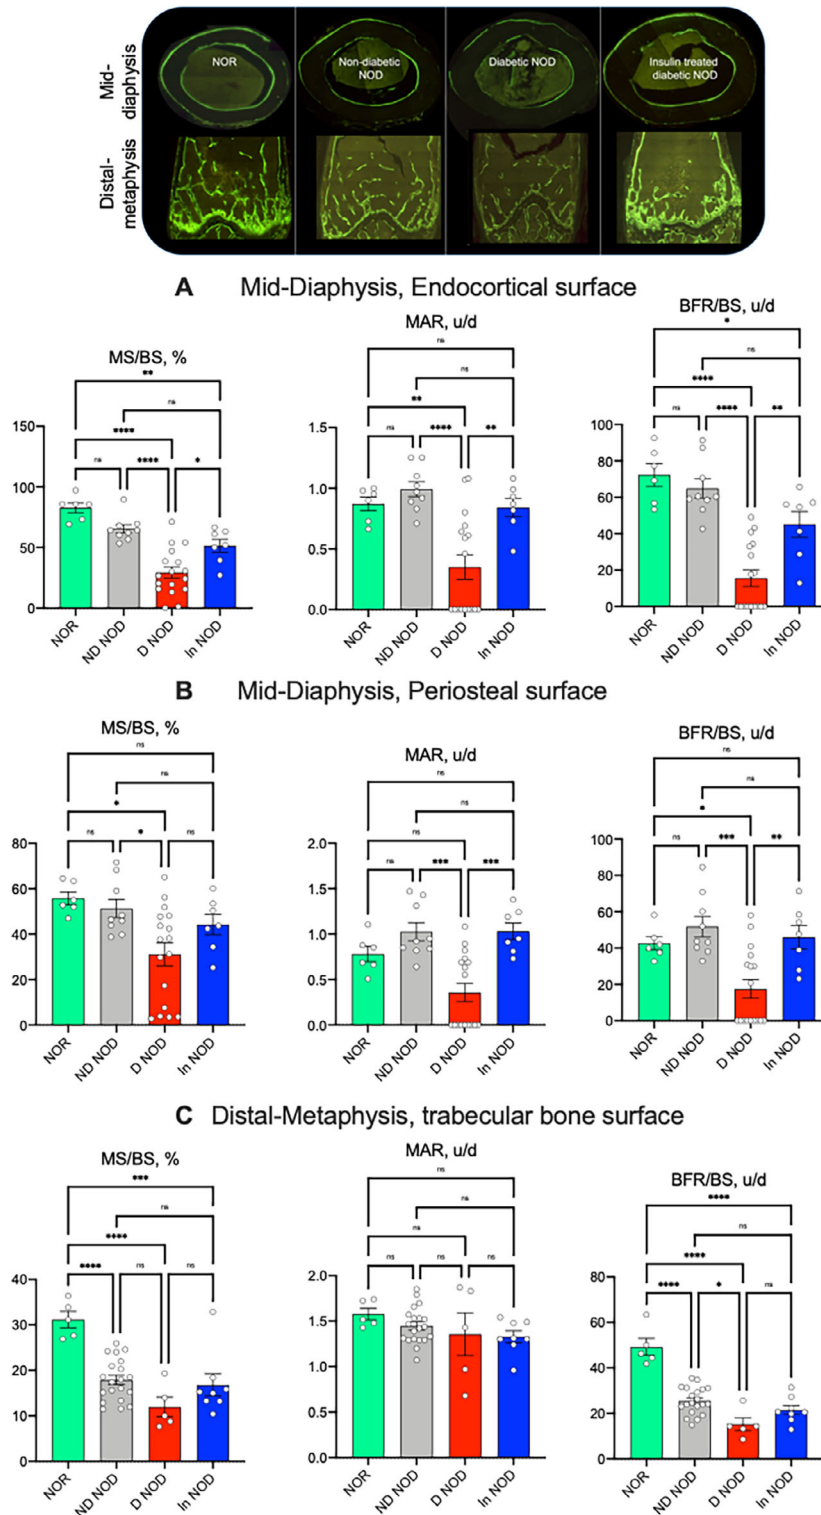 Mid-
diaphysis
NOR
Non-diabetic
NOD
Diabetic NOD
Insulin treated
diabetic NOD
Distal-
metaphysis
A Mid-Diaphysis, Endocortical surface
MS/BS, %
**
ns
****
ns
****
*
150
100
50
0
NOR
ND NOD
D NOD
In NOD
MAR, u/d
ns
ns
**
ns
****
**
1.5
1.0
0.5
0.0
NOR
ND NOD
D NOD
In NOD
BFR/BS, u/d
*
ns
****
ns
****
**
100
80
60
40
20
0
NOR
ND NOD
D NOD
In NOD
B Mid-Diaphysis, Periosteal surface
MS/BS, %
ns
ns
*
ns
*
ns
80
60
40
20
0
NOR
ND NOD
D NOD
In NOD
MAR, u/d
ns
ns
ns
ns
***
***
2.0
1.5
1.0
0.5
0.0
NOR
ND NOD
D NOD
In NOD
BFR/BS, u/d
ns
ns
*
ns
***
**
100
80
60
40
20
0
NOR
ND NOD
D NOD
In NOD
C Distal-Metaphysis, trabecular bone surface
MS/BS, %
***
ns
****
****
ns
ns
40
30
20
10
0
NOR
ND NOD
D NOD
In NOD
MAR, u/d
ns
ns
ns
ns
ns
ns
2.0
1.5
1.0
0.5
0.0
NOR
ND NOD
D NOD
In NOD
BFR/BS, u/d
****
ns
****
****
*
ns
80
60
40
20
0
NOR
ND NOD
D NOD
In NOD